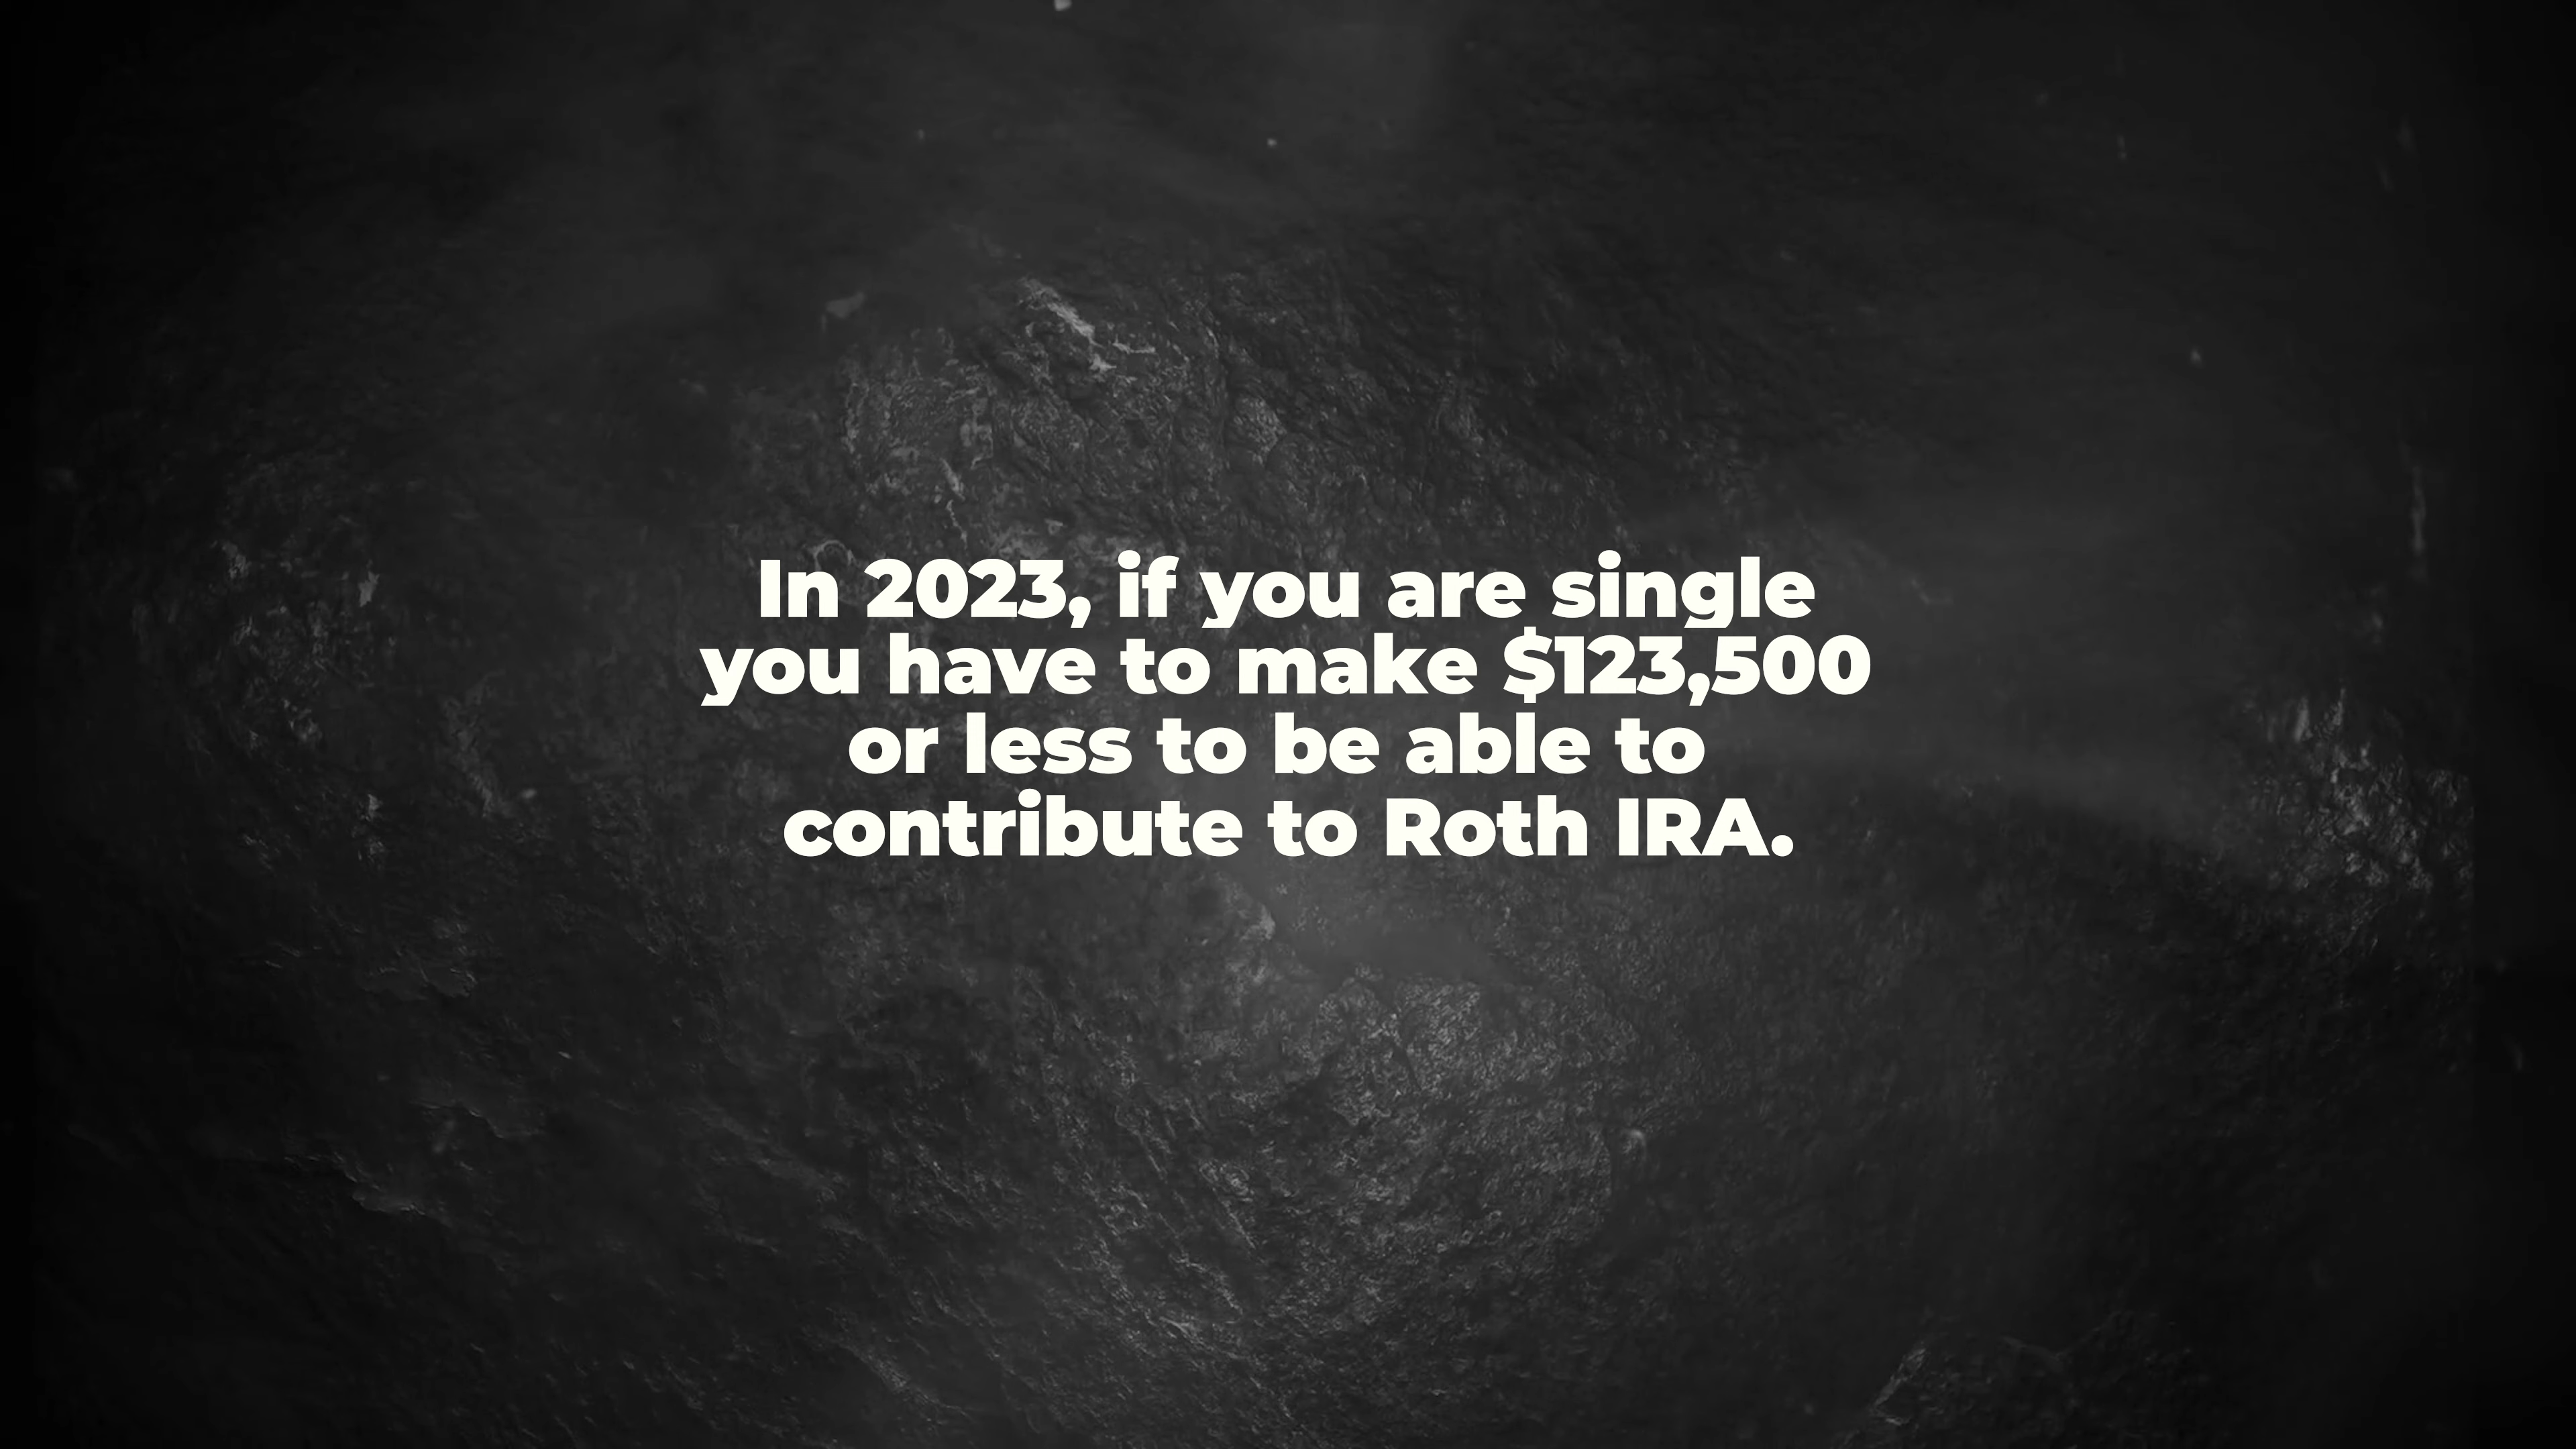 In 2023, if you are single
you have to make $123,500
or less to be able to
contribute to Roth IRA.